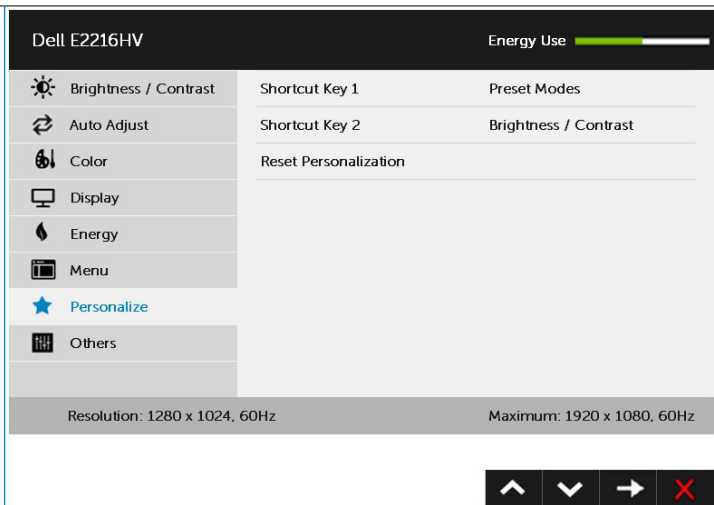 Dell E2216HV Energy Use
Brightness / Contrast Shortcut Key 1 Preset Modes
Auto Adjust Shortcut Key 2 Brightness / Contrast
Color Reset Personalization
Display
Energy
Menu
Personalize
Others
Resolution: 1280 x 1024, 60Hz Maximum: 1920 x 1080, 60Hz